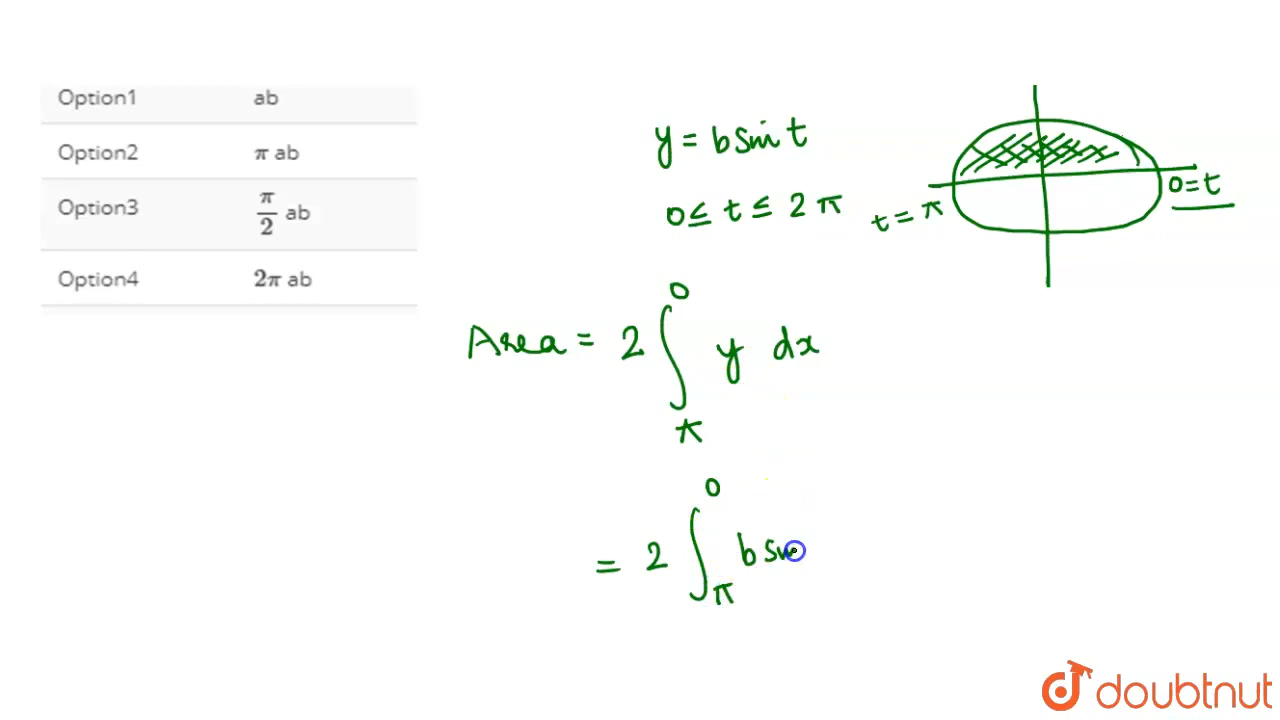 Option1 ab
Option2 π ab
Option3 π/2 ab
Option4 2π ab
y = b sin t
0 ≤ t ≤ 2π
t = π
0 = t
Area = 2 ∫ y dx
0
π
= 2 ∫ b sin
0
π
doubtnut